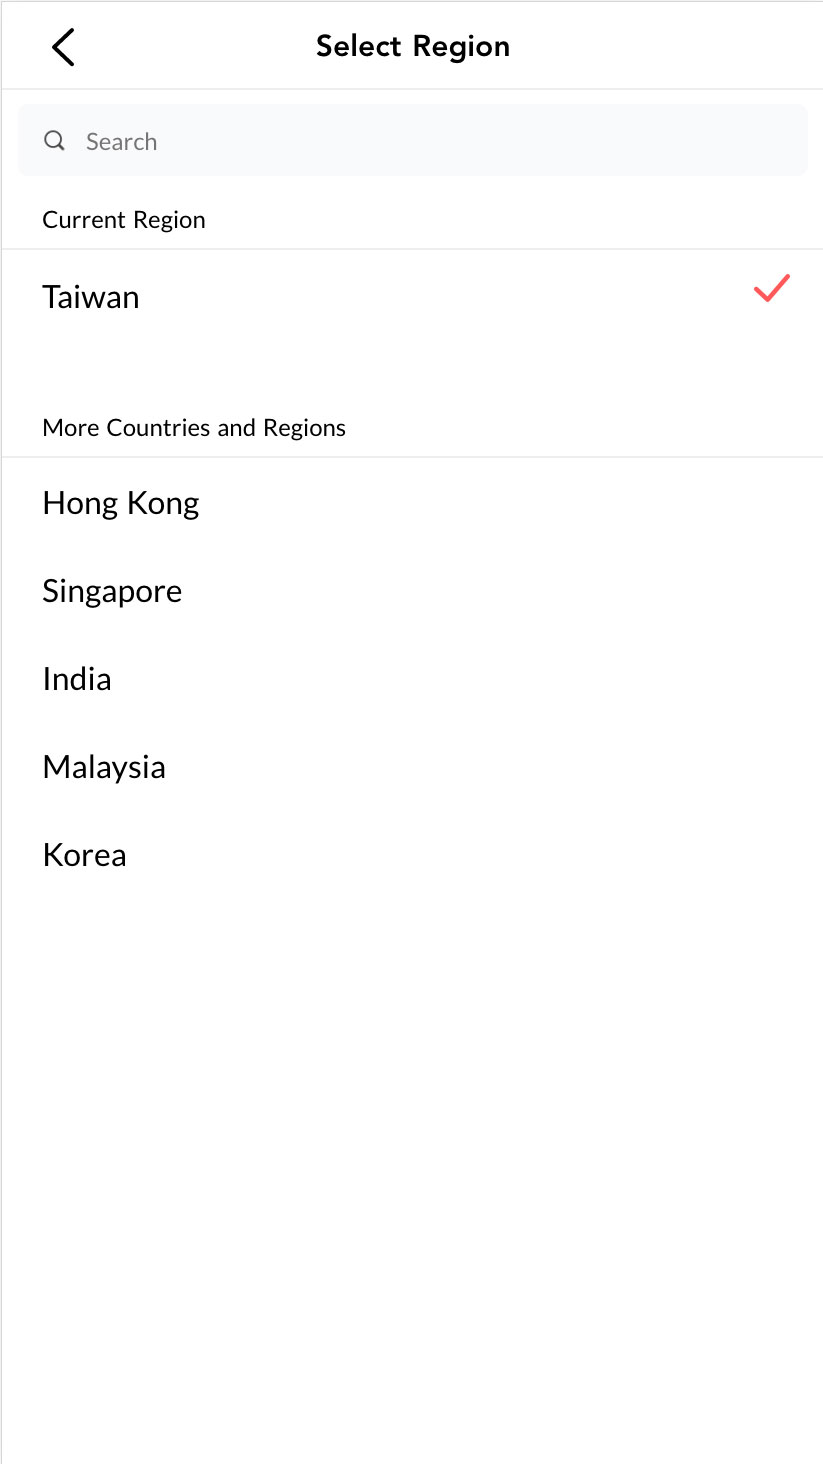 Select Region
Search
Current Region
Taiwan
More Countries and Regions
Hong Kong
Singapore
India
Malaysia
Korea